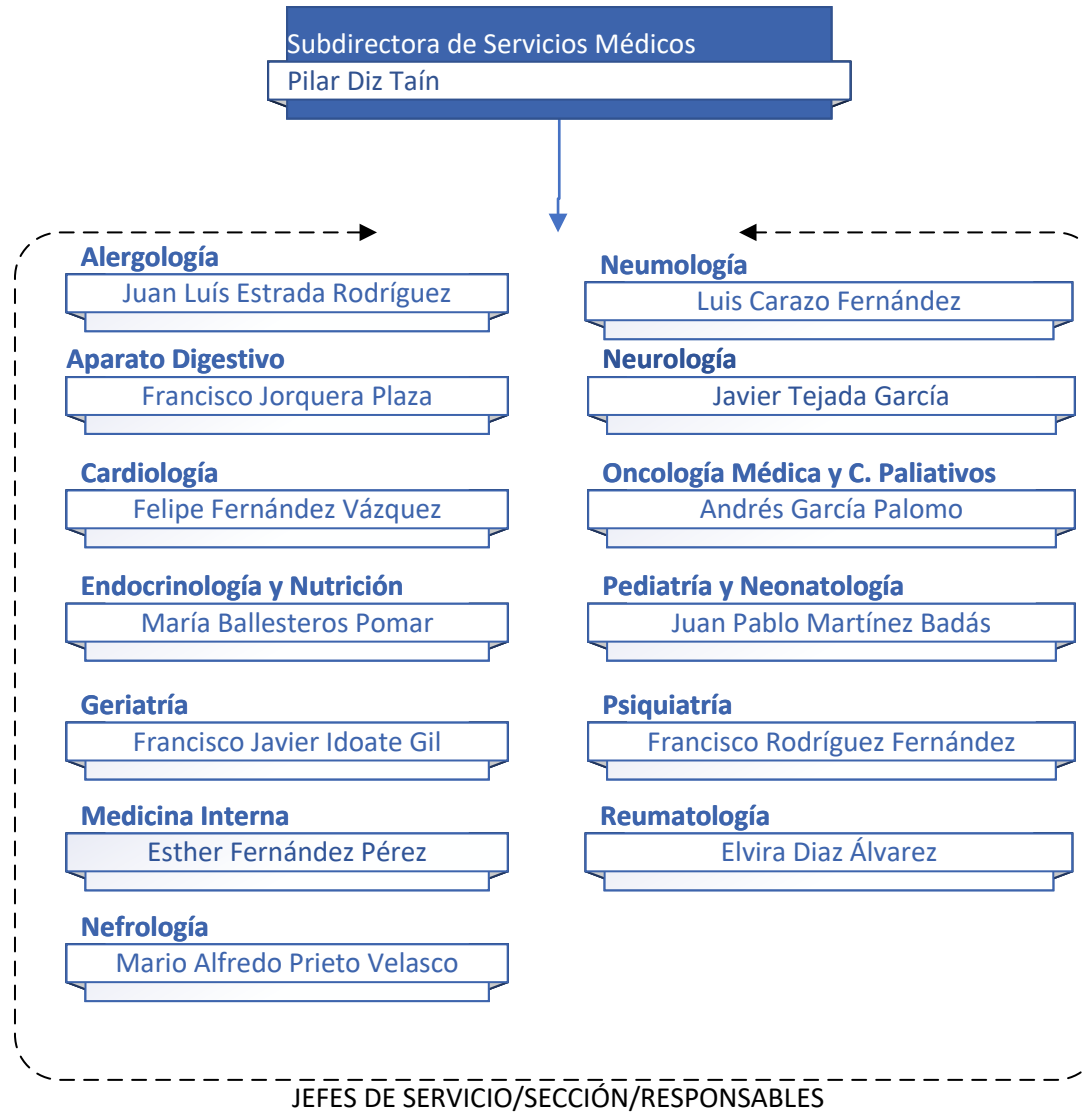 Subdirectora de Servicios Médicos
Pilar Diz Taín
Alergología
Juan Luís Estrada Rodríguez
Aparato Digestivo
Francisco Jorquera Plaza
Cardiología
Felipe Fernández Vázquez
Endocrinología y Nutrición
María Ballesteros Pomar
Geriatría
Francisco Javier Idoate Gil
Medicina Interna
Esther Fernández Pérez
Nefrología
Mario Alfredo Prieto Velasco
Neumología
Luis Carazo Fernández
Neurología
Javier Tejada García
Oncología Médica y C. Paliativos
Andrés García Palomo
Pediatría y Neonatología
Juan Pablo Martínez Badás
Psiquiatría
Francisco Rodríguez Fernández
Reumatología
Elvira Diaz Álvarez
JEFES DE SERVICIO/SECCIÓN/RESPONSABLES